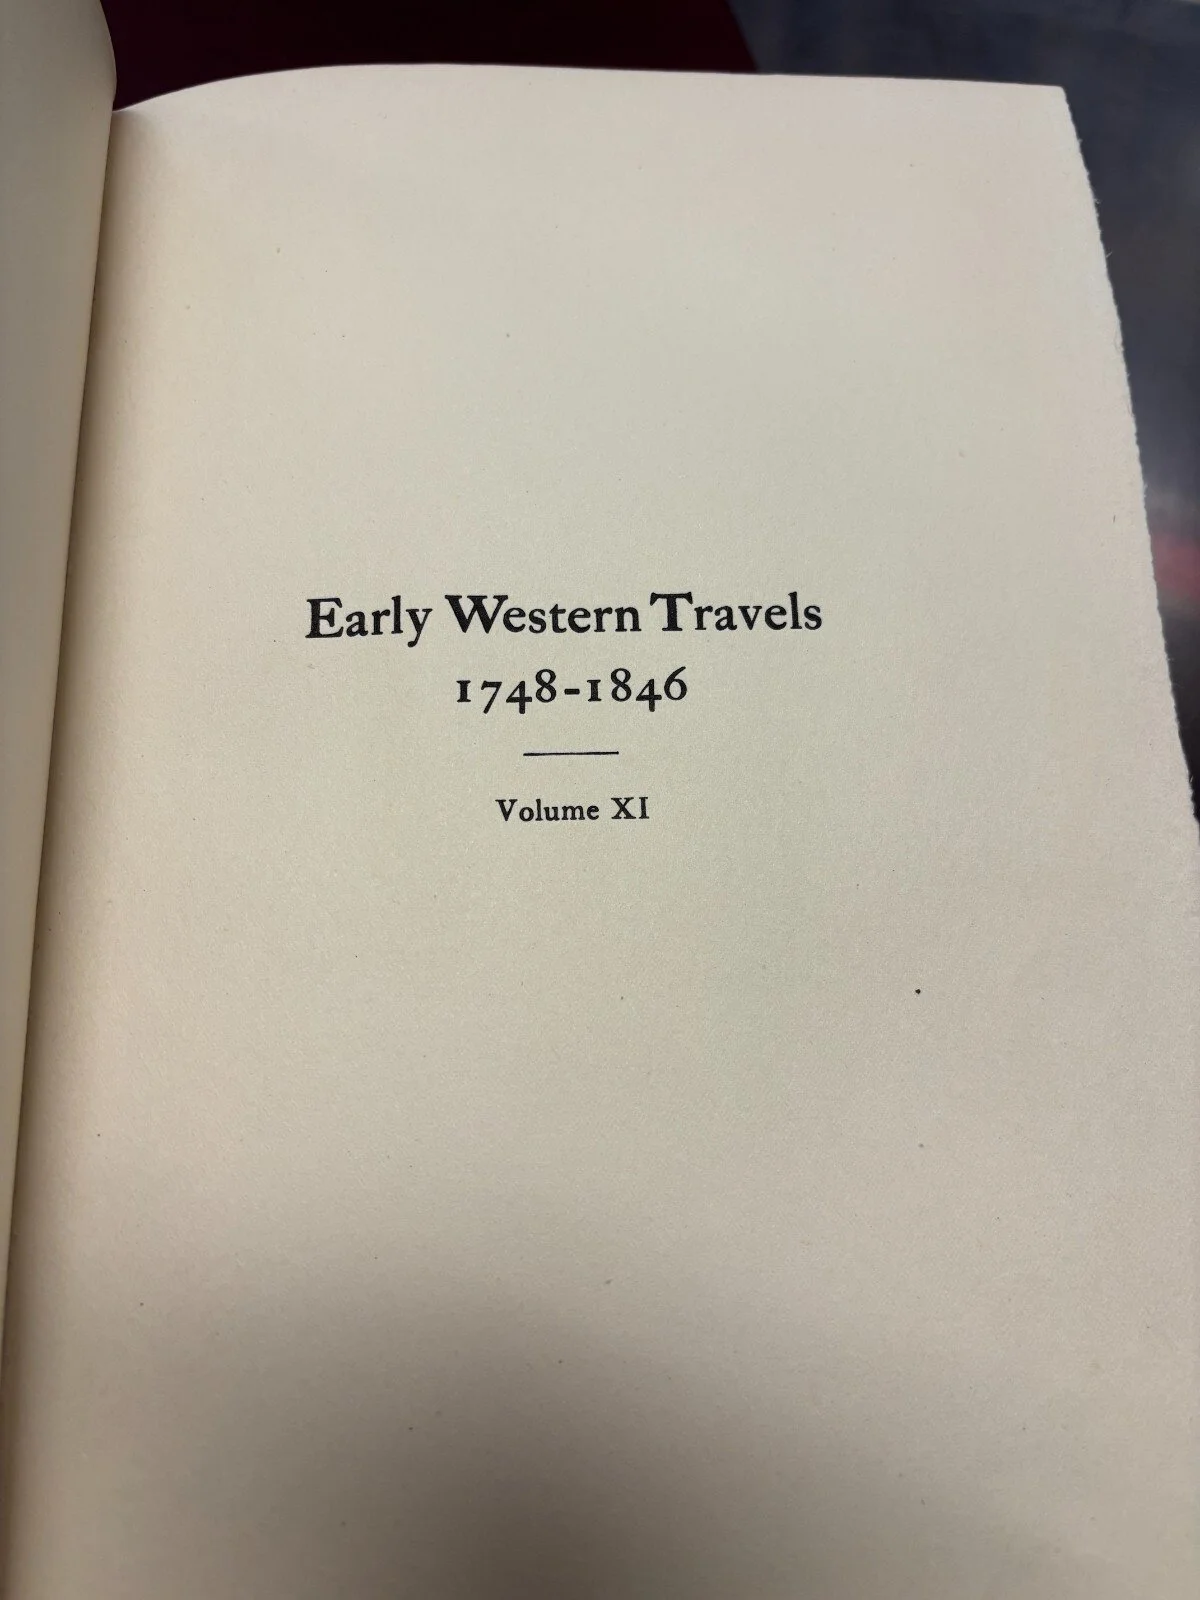 Early Western Travels
1748-1846
Volume XI